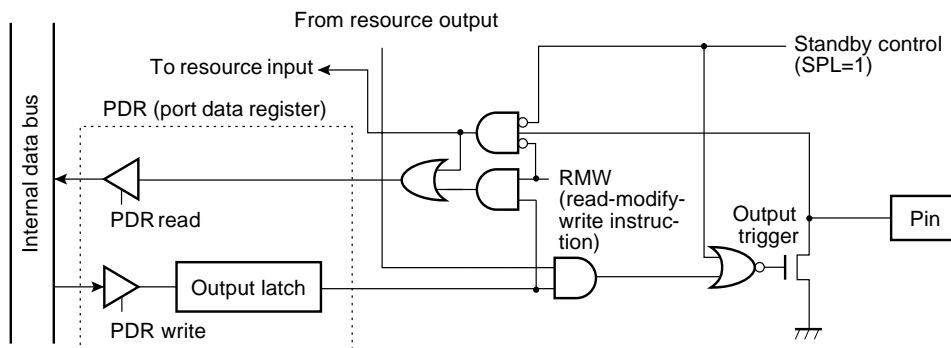 From resource output
Standby control
(SPL=1)
To resource input
PDR (port data register)
Internal data bus
RMW
(read-modify-
write instruc-
tion)
PDR read
Output
trigger
Pin
Output latch
PDR write